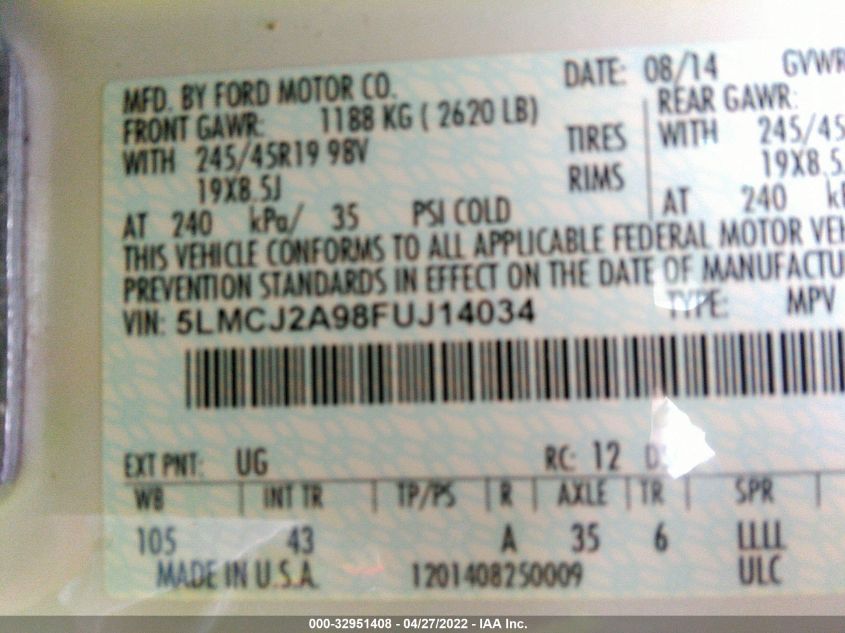 MFD. BY FORD MOTOR CO. DATE: 08/14 GVWR
FRONT GAWR: 1188 KG ( 2620 LB) REAR GAWR:
WITH 245/45R19 98V TIRES WITH 245/45
19X8.5J RIMS 19X8.5
AT 240 kPa/ 35 PSI COLD AT 240
THIS VEHICLE CONFORMS TO ALL APPLICABLE FEDERAL MOTOR VEH
PREVENTION STANDARDS IN EFFECT ON THE DATE OF MANUFACTU
VIN: 5LMCJ2A98FUJ14034 TYPE: MPV
EXT PNT: UG RC: 12
WB INT TR TP/PS R AXLE TR SPR
105 43 A 35 6 LLLL
MADE IN U.S.A. 1201408250009 ULC
000-32951408 - 04/27/2022 - IAA Inc.